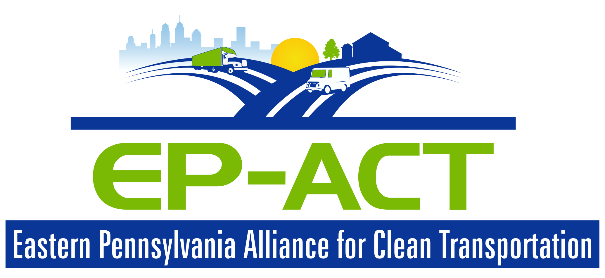 EP-ACT
Eastern Pennsylvania Alliance for Clean Transportation